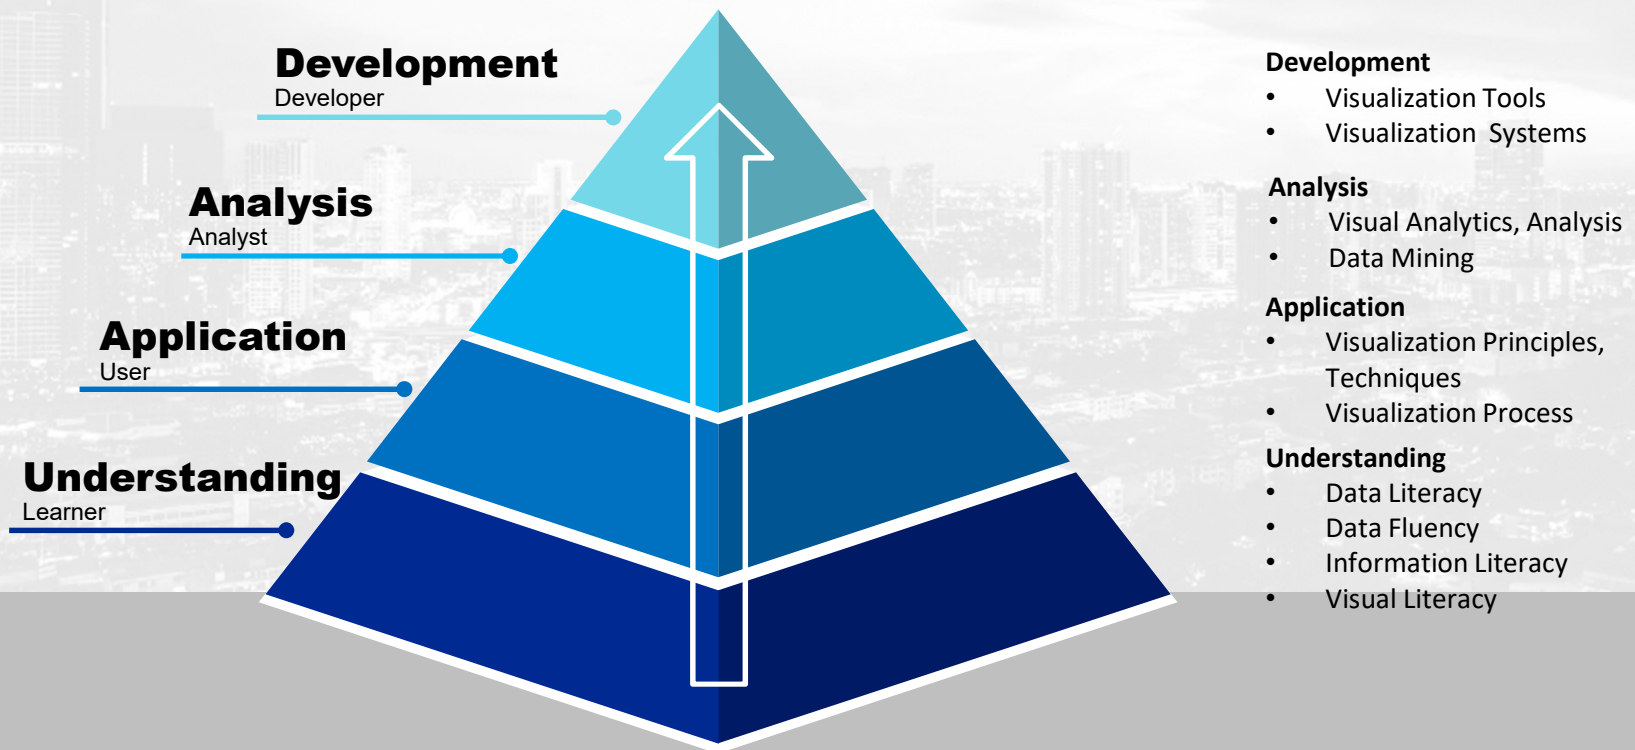 Development
Developer
Analysis
Analyst
Application
User
Understanding
Learner
Development
• Visualization Tools
• Visualization Systems
Analysis
• Visual Analytics, Analysis
• Data Mining
Application
• Visualization Principles,
Techniques
• Visualization Process
Understanding
• Data Literacy
• Data Fluency
• Information Literacy
• Visual Literacy